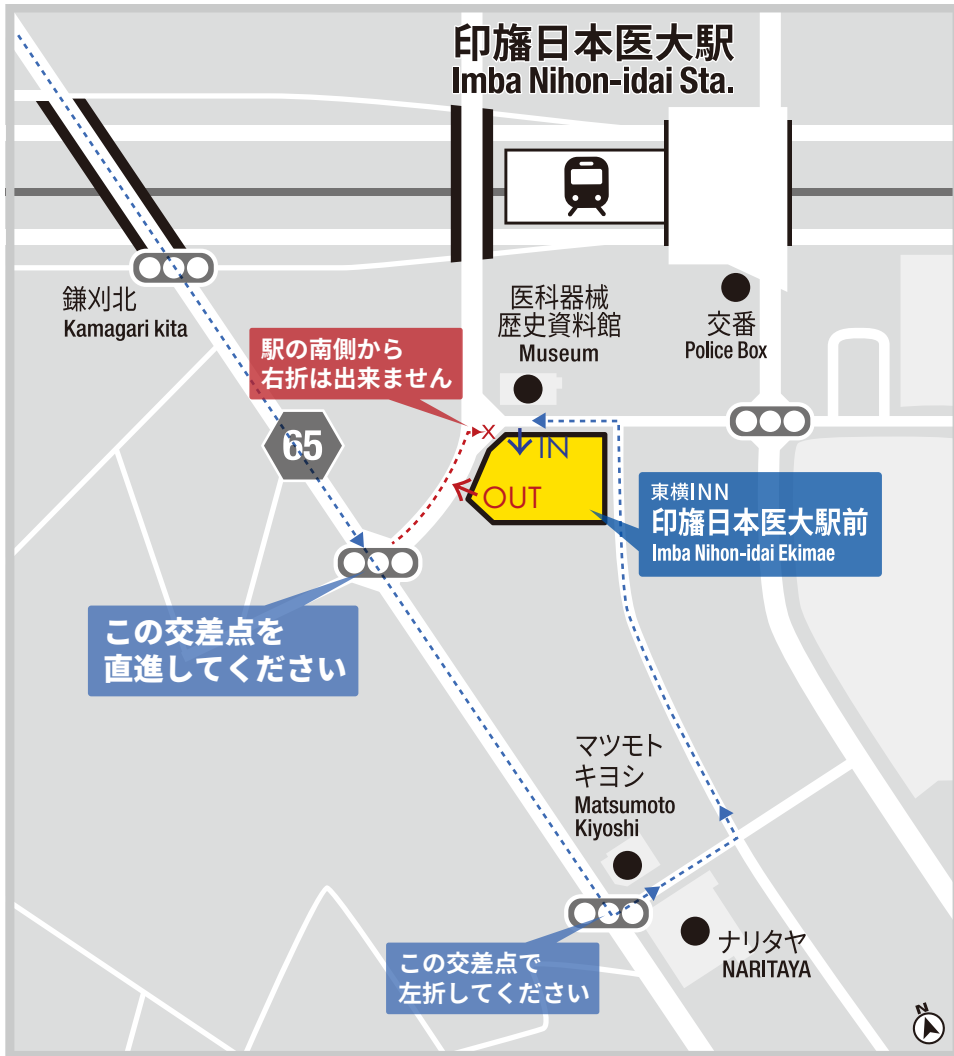 印旛日本医大駅
Imba Nihon-idai Sta.
鎌刈北
Kamagari kita
医科器械
歴史資料館
Museum
交番
Police Box
駅の南側から
右折は出来ません
65
X
IN
OUT
東横INN
印旛日本医大駅前
Imba Nihon-idai Ekimae
この交差点を
直進してください
マツモト
キヨシ
Matsumoto
Kiyoshi
ナリタヤ
NARITAYA
この交差点で
左折してください
N